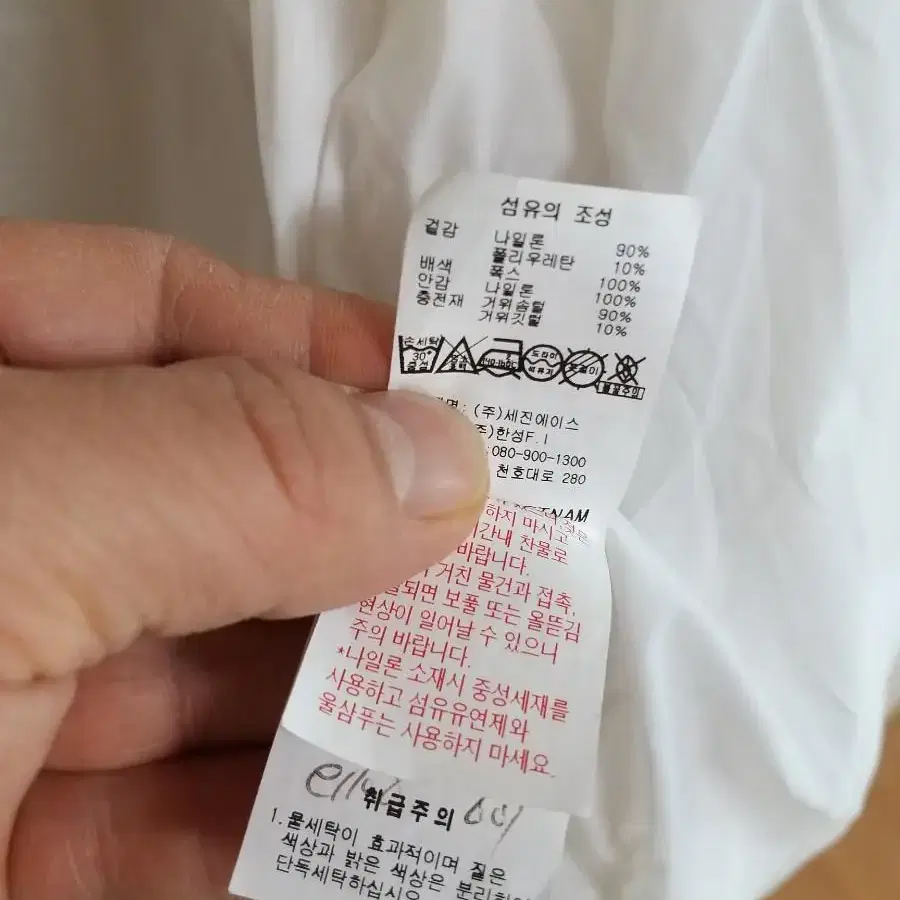 섬유의 조성
겉감 나일론 90%
폴리우레탄 10%
배색 폭스 100%
안감 나일론 100%
충전재 거위솜털 90%
거위깃털 10%
손세탁
30°
중성
드라이
석유계
(주)세진에이스
한성F.I
080-900-1300
천호대로 280
하지 마시고
찬물로
바랍니다.
거친 물건과 접촉,
되면 보풀 또는 올뜯김
현상이 일어날 수 있으니
주의 바랍니다.
*나일론 소재시 중성세재를
사용하고 섬유유연제와
울샴푸는 사용하지 마세요.
취급주의
1. 물세탁이 효과적이며 짙은
색상과 밝은 색상은
단독세탁하십시오